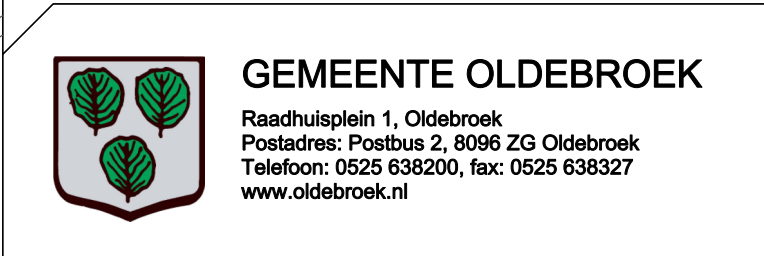 GEMEENTE OLDEBROEK
Raadhuisplein 1, Oldebroek
Postadres: Postbus 2, 8096 ZG Oldebroek
Telefoon: 0525 638200, fax: 0525 638327
www.oldebroek.nl